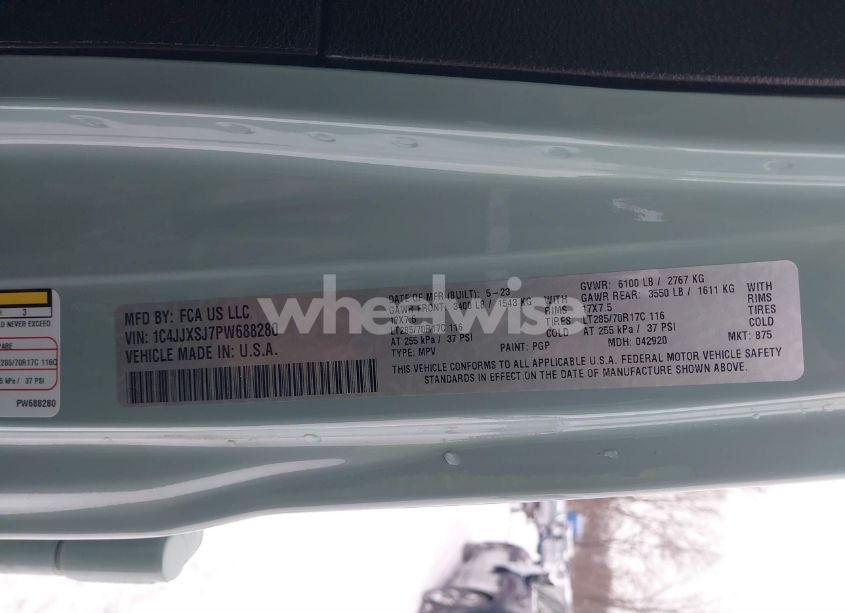 3
LD NEVER EXCEED
PARE
285/70R17C 116C
5 kPa / 37 PSI
PW688280
MFD BY: FCA US LLC
VIN: 1C4JJXSJ7PW688280
VEHICLE MADE IN: U.S.A.
DATE OF MFR (BUILT): 5-23 GVWR: 6100 LB / 2767 KG
GAWR FRONT: 3400 LB / 1543 KG WITH GAWR REAR: 3550 LB / 1611 KG WITH
17X7.5 RIMS 17X7.5 RIMS
LT285/70R17C 116 TIRES LT285/70R17C 116 TIRES
AT 255 kPa / 37 PSI COLD AT 255 kPa / 37 PSI COLD
TYPE: MPV PAINT: PGP MDH: 042920 MKT: 875
THIS VEHICLE CONFORMS TO ALL APPLICABLE U.S.A. FEDERAL MOTOR VEHICLE SAFETY
STANDARDS IN EFFECT ON THE DATE OF MANUFACTURE SHOWN ABOVE.
wheelwise